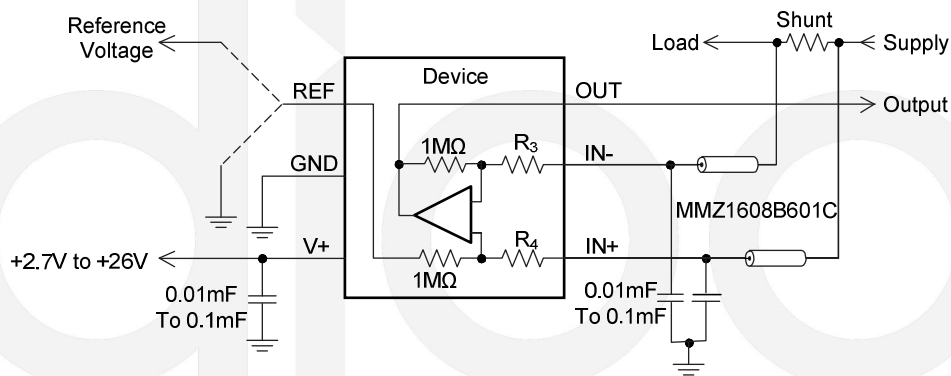 Reference
Voltage
Shunt
Load
Supply
Device
REF
OUT
Output
1MΩ
R3
IN-
GND
MMZ1608B601C
V+
R4
IN+
+2.7V to +26V
1MΩ
0.01mF
To 0.1mF
0.01mF
To 0.1mF